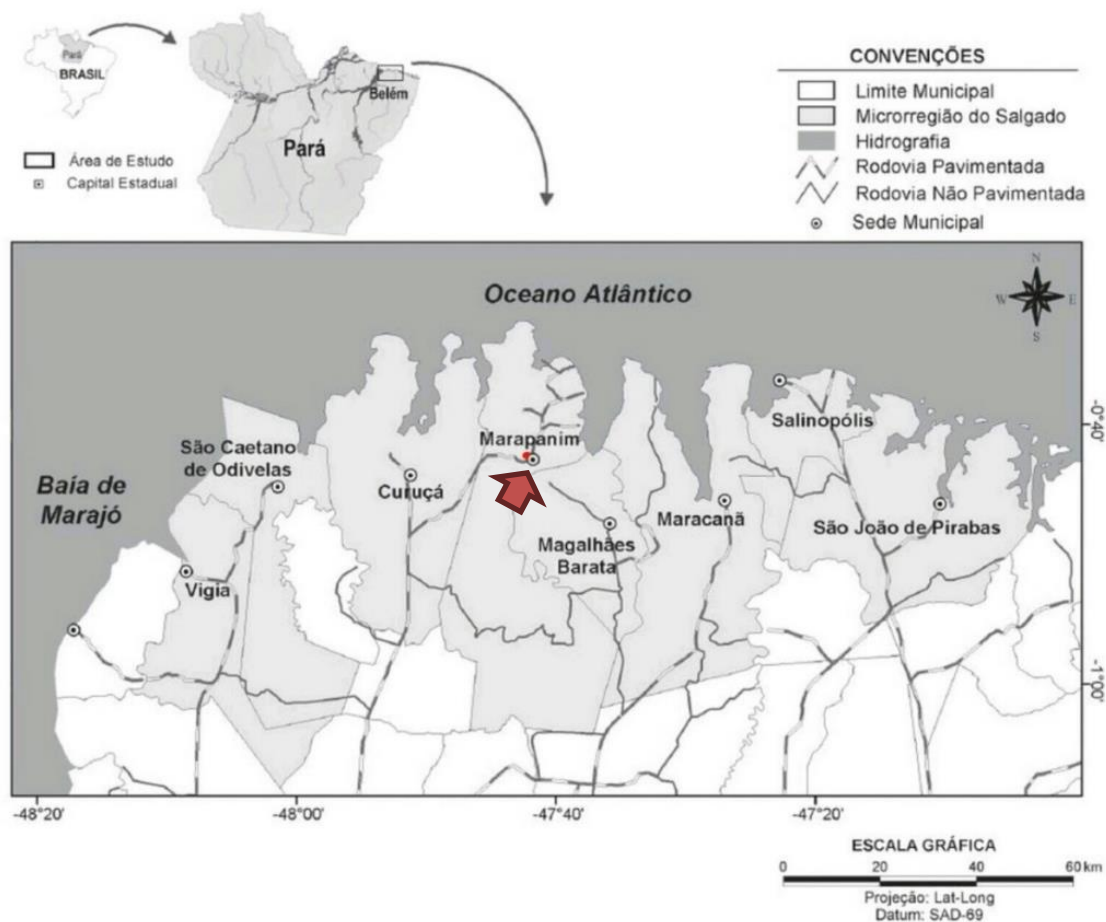 Pará
BRASIL
Belém
Pará
Área de Estudo
Capital Estadual
CONVENÇÕES
Limite Municipal
Microrregião do Salgado
Hidrografia
Rodovia Pavimentada
Rodovia Não Pavimentada
Sede Municipal
Oceano Atlântico
N
W
E
S
Baía de
Marajó
São Caetano
de Odivelas
Marapanim
Salinopólis
Curuçá
Maracanã
São João de Pirabas
Magalhães
Barata
Vigia
-0°40'
-1°00'
-48°20'
-48°00'
-47°40'
-47°20'
ESCALA GRÁFICA
0 20 40 60 km
Projeção: Lat-Long
Datum: SAD-69